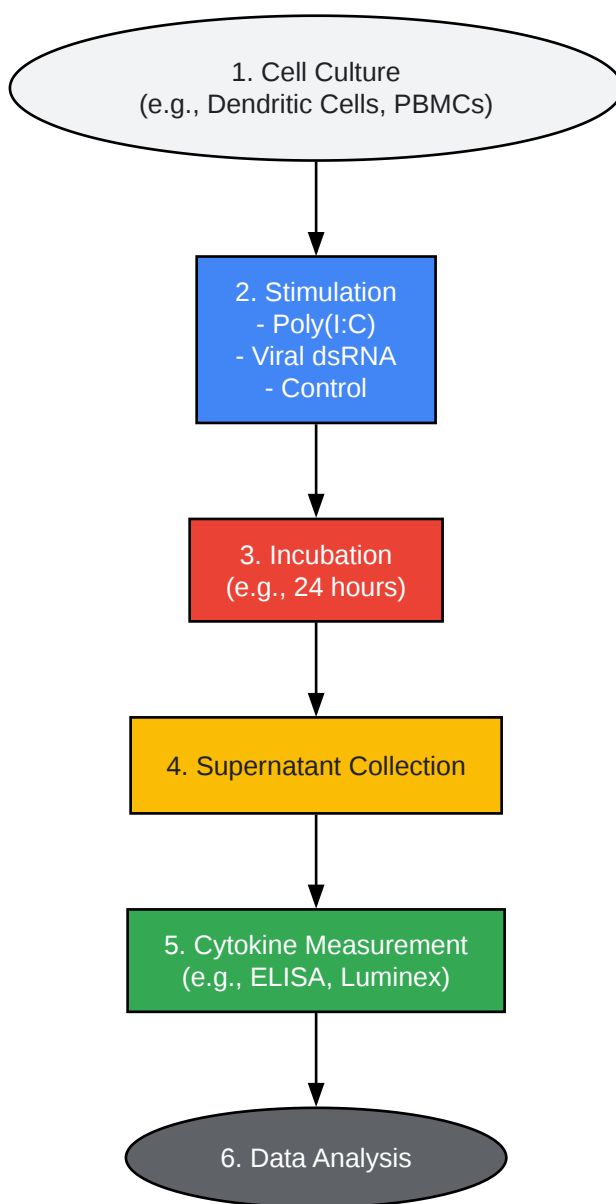 1. Cell Culture
(e.g., Dendritic Cells, PBMCs)
2. Stimulation
- Poly(I:C)
- Viral dsRNA
- Control
3. Incubation
(e.g., 24 hours)
4. Supernatant Collection
5. Cytokine Measurement
(e.g., ELISA, Luminex)
6. Data Analysis